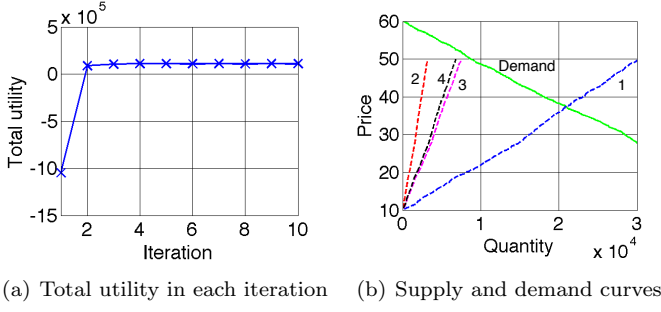 5 x 10^5
0
-5
-10
-15
2 4 6 8 10
Total utility
Iteration
(a) Total utility in each iteration
60
50
40
30
20
10
0 1 2 3
x 10^4
Price
Quantity
Demand
2 4 3 1
(b) Supply and demand curves